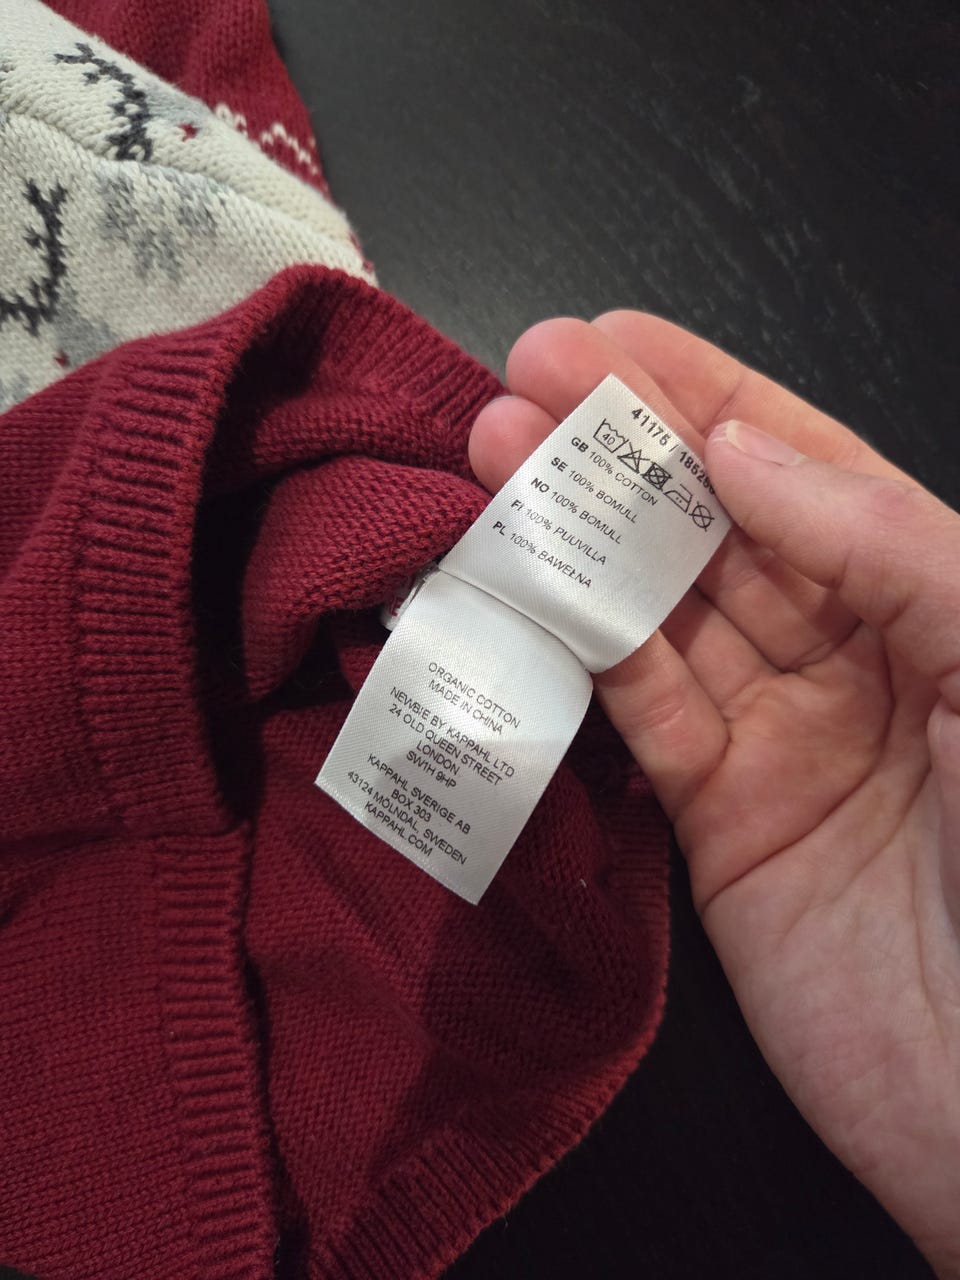 41175
40
GB 100% COTTON
SE 100% BOMULL
NO 100% BOMULL
FI 100% PUUVILLA
PL 100% BAWEŁNA
ORGANIC COTTON
MADE IN CHINA
NEWBIE BY KAPPAHL LTD
24 OLD QUEEN STREET
LONDON
SW1H 9HP
KAPPAHL SVERIGE AB
BOX 303
43124 MÖLNDAL, SWEDEN
KAPPAHL.COM